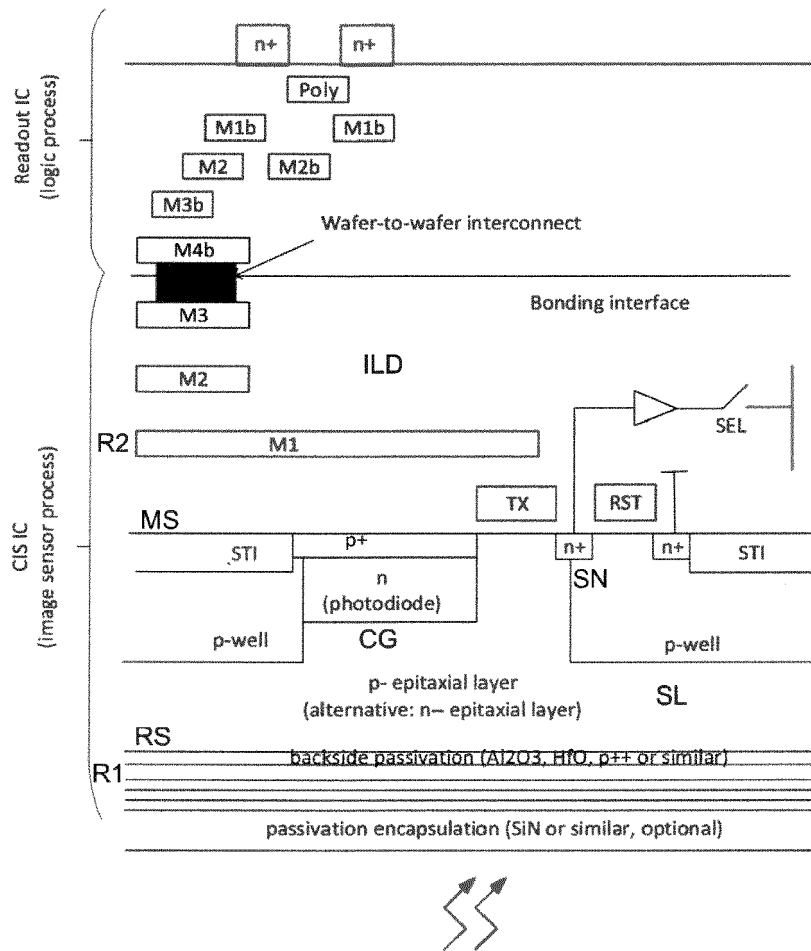 n+ n+
Poly
M1b M1b
M2 M2b
M3b
Readout IC
(logic process)
Wafer-to-wafer interconnect
M4b
Bonding interface
M3
ILD
M2
SEL
R2 M1
TX RST
MS
p+
STI n+ n+ STI
SN
n
(photodiode)
CG
p-well p-well
CIS IC
(image sensor process)
p- epitaxial layer
(alternative: n– epitaxial layer)
SL
RS
backside passivation (Al2O3, HfO, p++ or similar)
R1
passivation encapsulation (SiN or similar, optional)